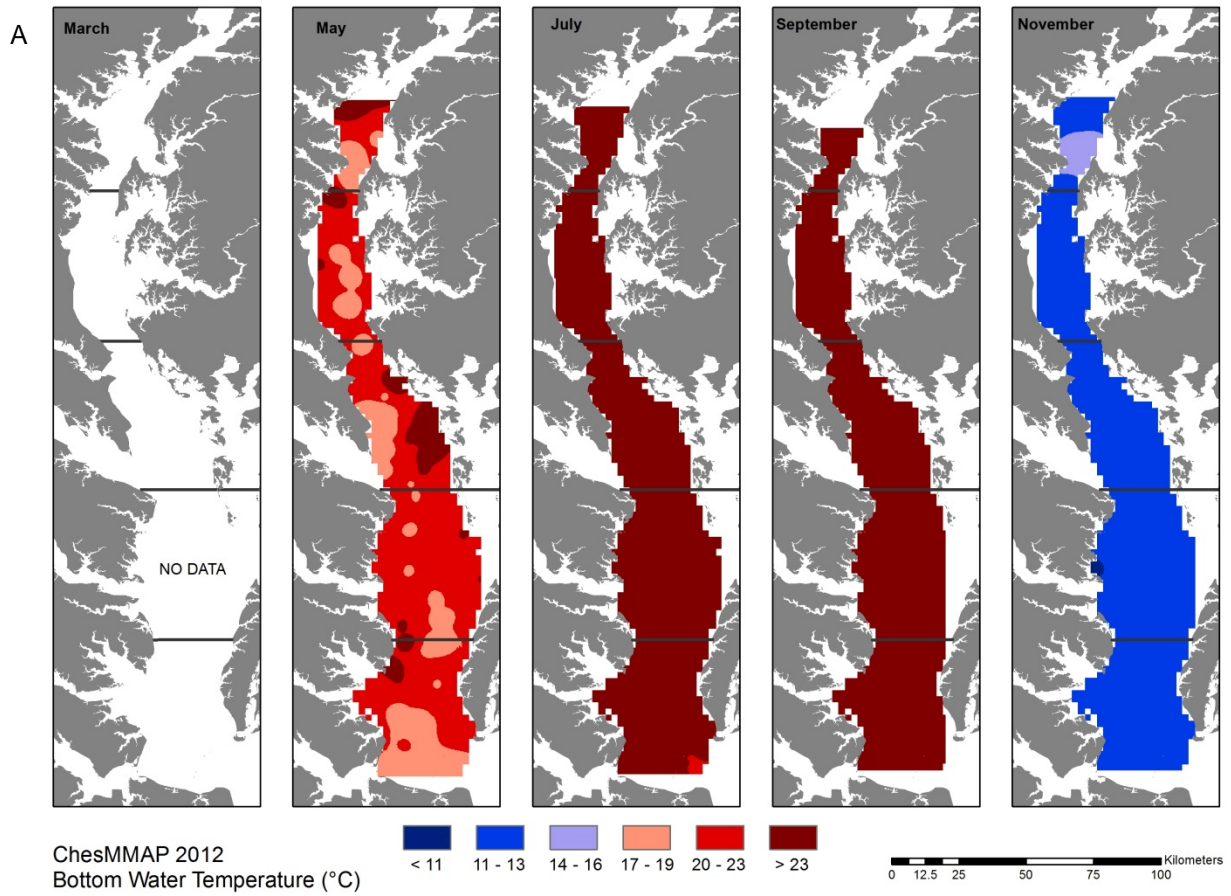 A
March
May
July
September
November
NO DATA
ChesMMAP 2012
Bottom Water Temperature (°C)
< 11
11 - 13
14 - 16
17 - 19
20 - 23
> 23
Kilometers
0 12.5 25 50 75 100